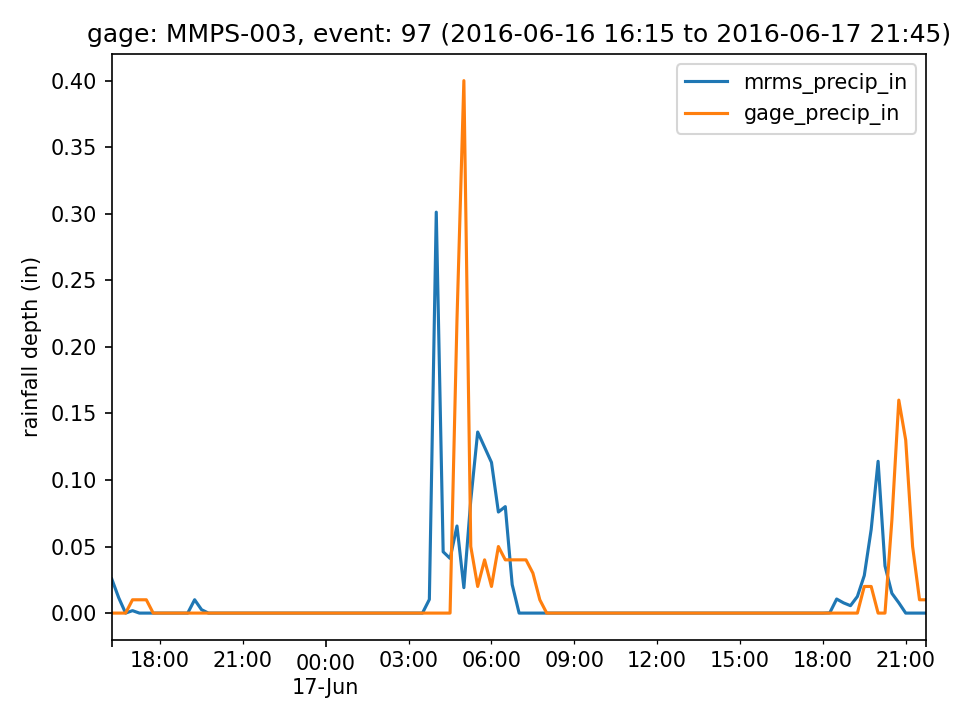 gage: MMPS-003, event: 97 (2016-06-16 16:15 to 2016-06-17 21:45)
mrms_precip_in
gage_precip_in
rainfall depth (in)
0.40
0.35
0.30
0.25
0.20
0.15
0.10
0.05
0.00
18:00 21:00 00:00 03:00 06:00 09:00 12:00 15:00 18:00 21:00
17-Jun